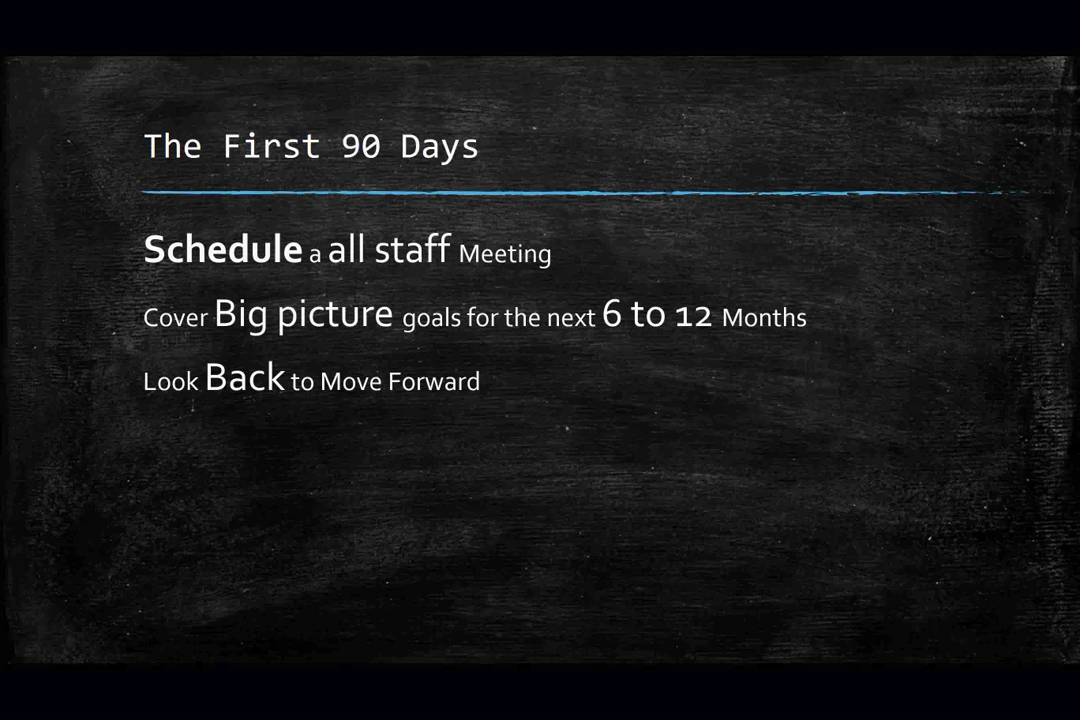 The First 90 Days
Schedule a all staff Meeting
Cover Big picture goals for the next 6 to 12 Months
Look Back to Move Forward